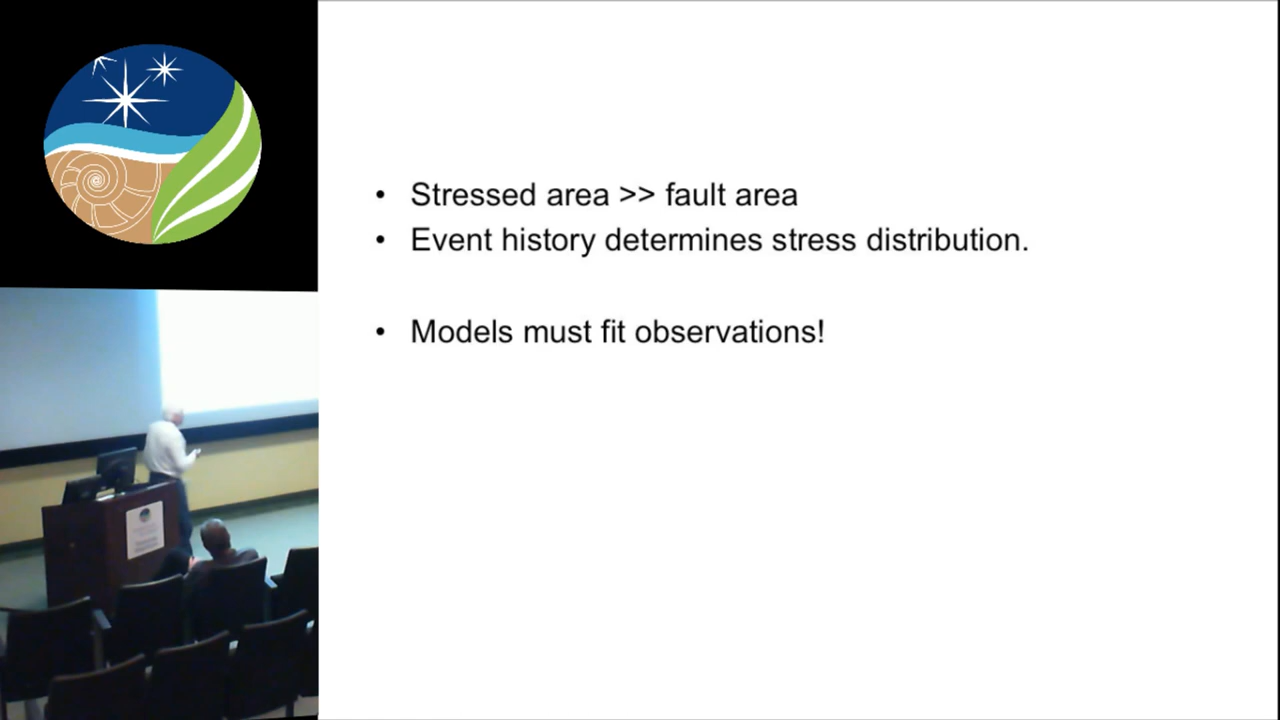 • Stressed area >> fault area
• Event history determines stress distribution.
• Models must fit observations!